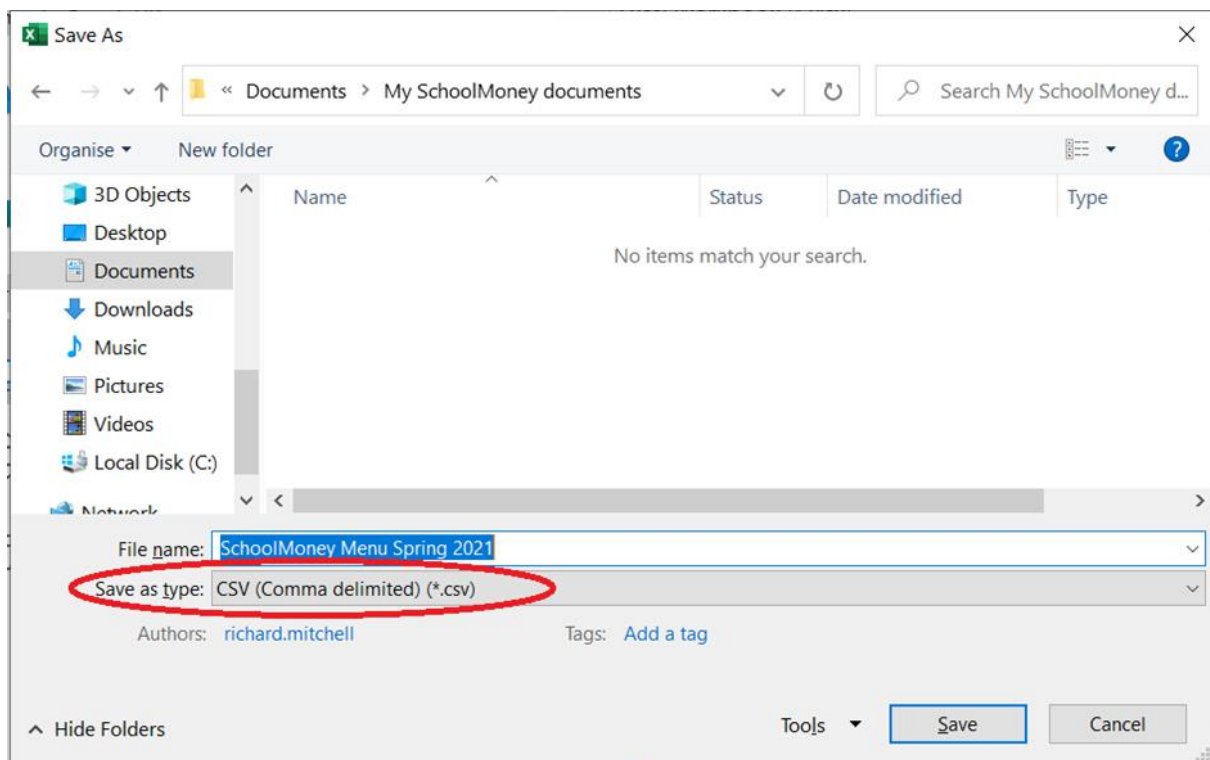 Save As
« Documents > My SchoolMoney documents
Search My SchoolMoney d...
Organise
New folder
Name
Status
Date modified
Type
3D Objects
Desktop
Documents
Downloads
Music
Pictures
Videos
Local Disk (C:)
Network
No items match your search.
File name: SchoolMoney Menu Spring 2021
Save as type: CSV (Comma delimited) (*.csv)
Authors: richard.mitchell
Tags: Add a tag
Hide Folders
Tools
Save
Cancel